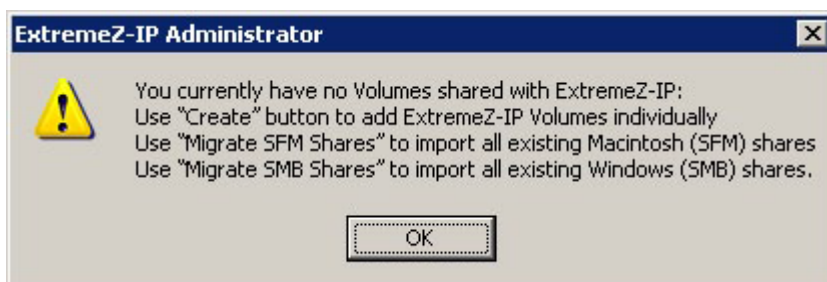 ExtremeZ-IP Administrator
You currently have no Volumes shared with ExtremeZ-IP:
Use "Create" button to add ExtremeZ-IP Volumes individually
Use "Migrate SFM Shares" to import all existing Macintosh (SFM) shares
Use "Migrate SMB Shares" to import all existing Windows (SMB) shares.
OK